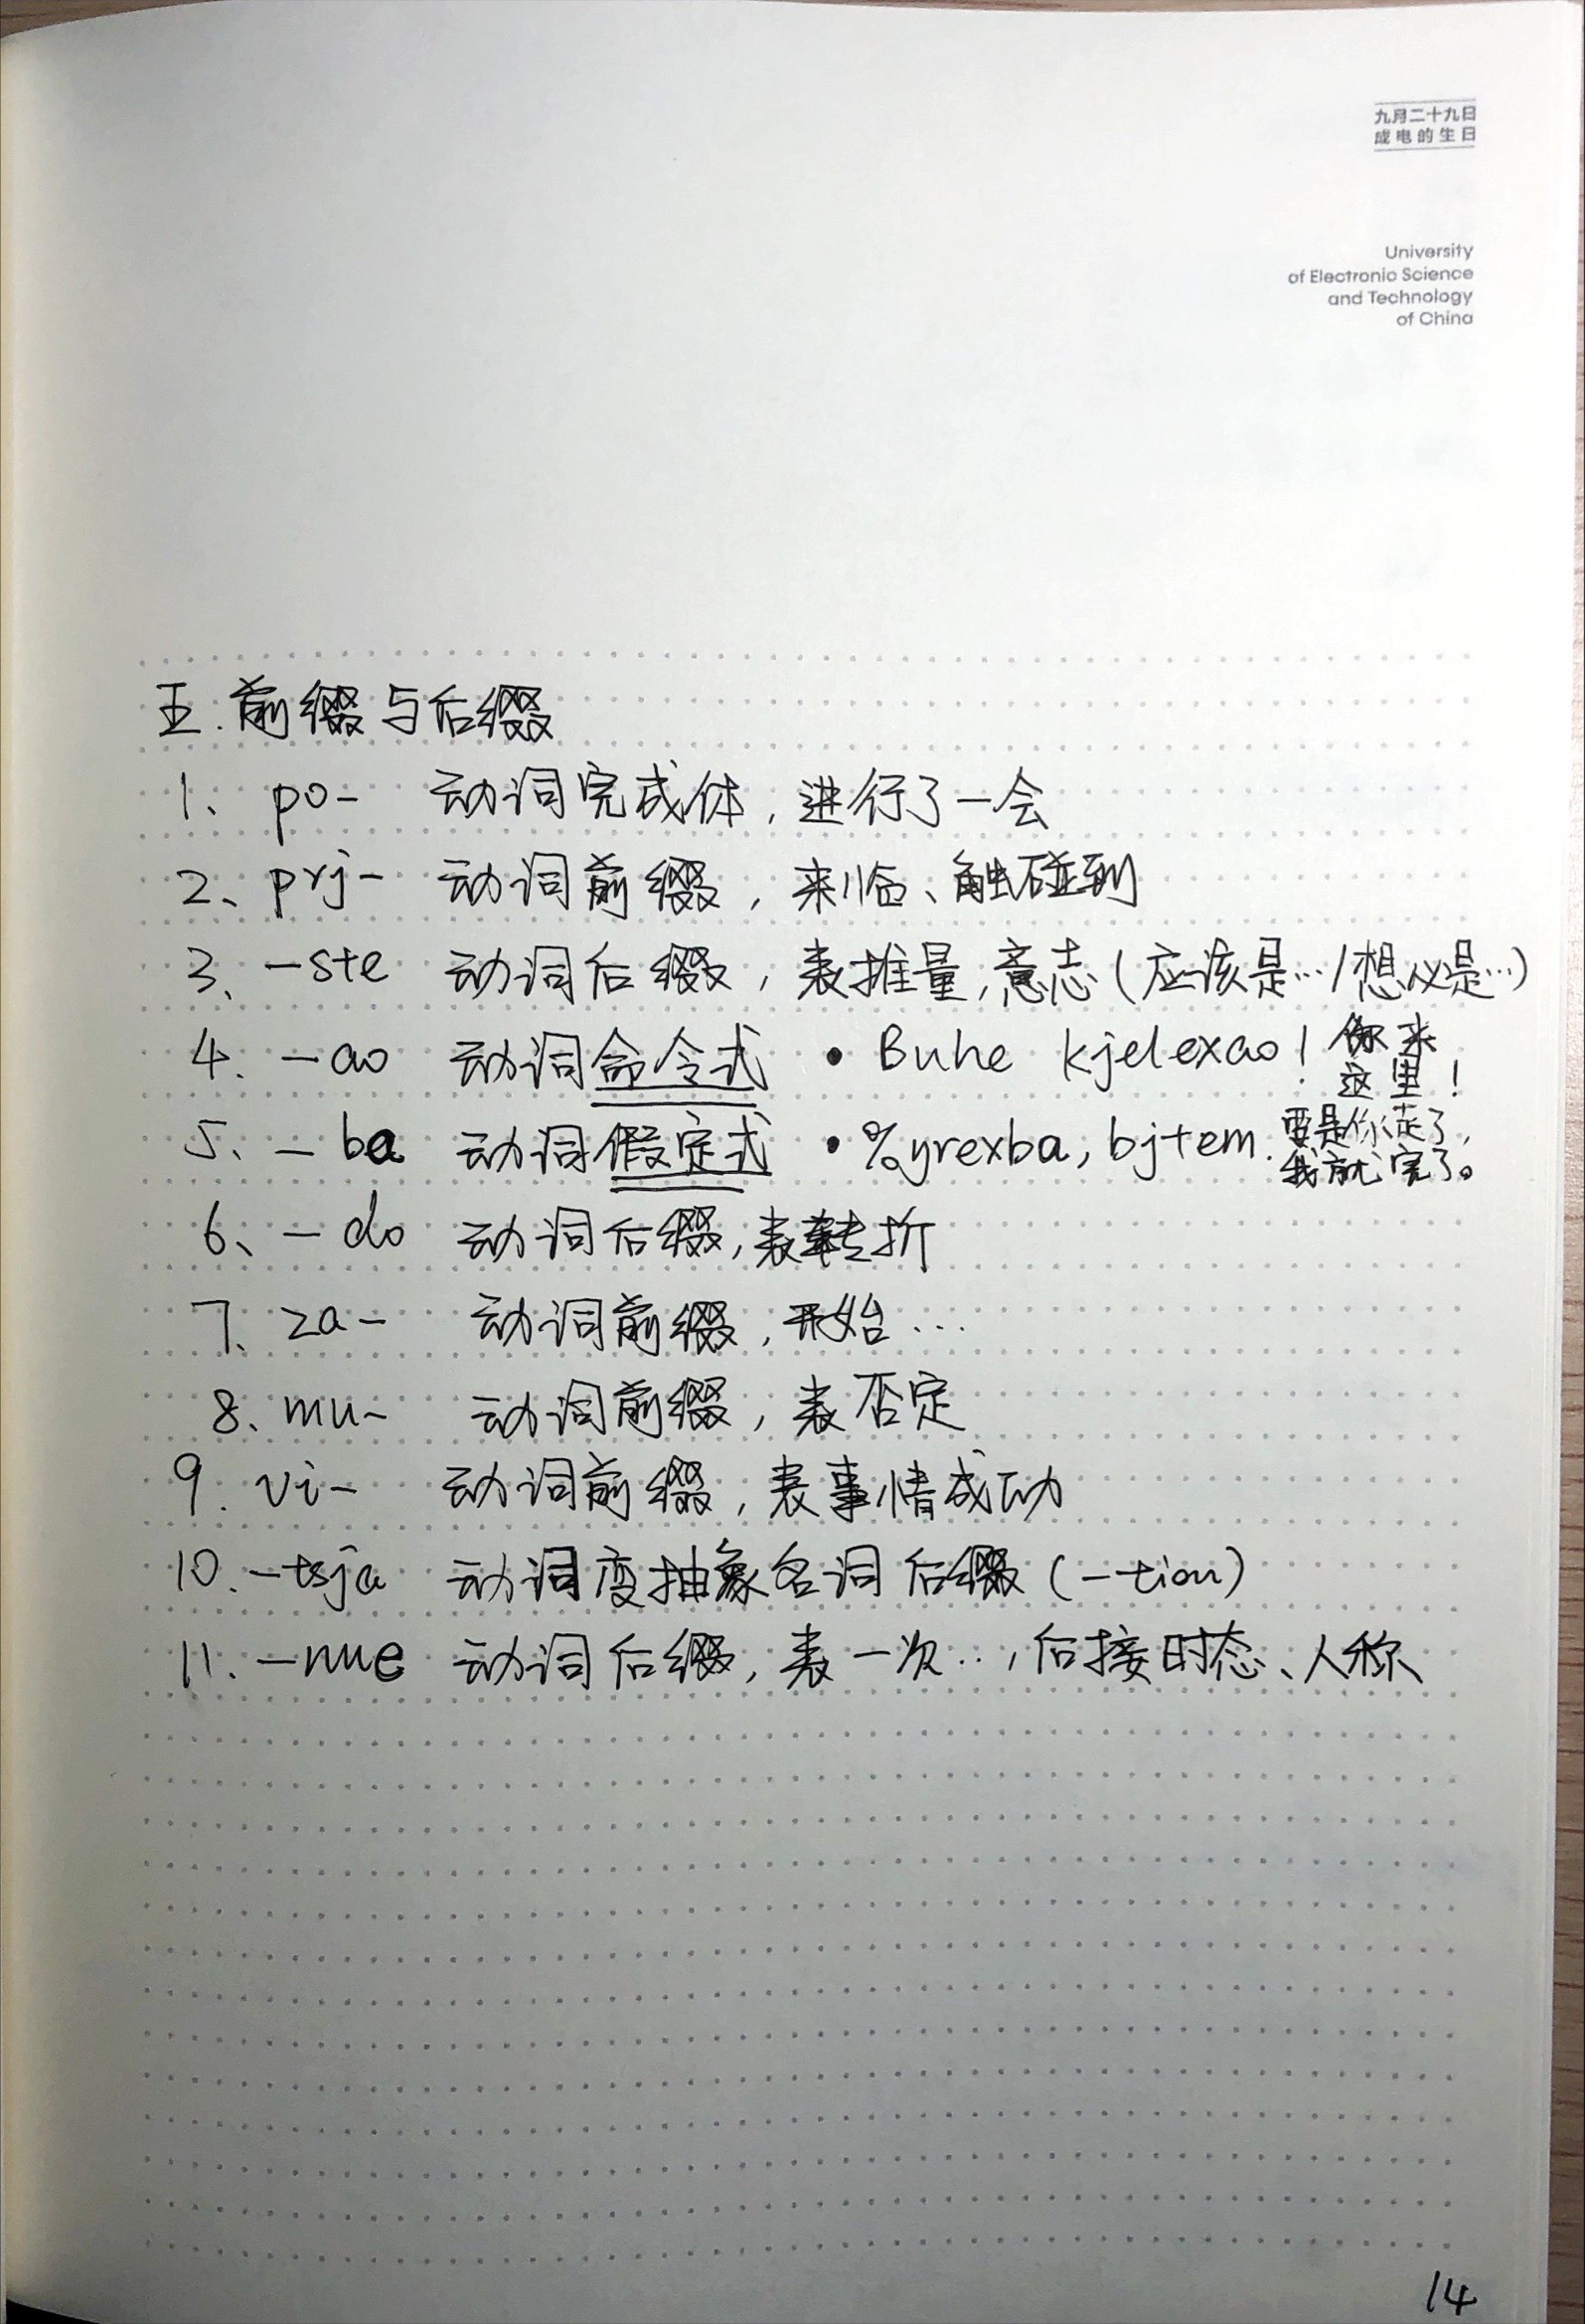 九月二十九日
成电的生日
University
of Electronic Science
and Technology
of China
五.前缀与后缀
1、po- 动词完成体，进行了一会
2、prj- 动词前缀，来临、触碰到
3、-ste 动词后缀，表推量，意志（应该是…/想必是…）
4、-ao 动词命令式 • Buhe kjelexao! 你来这里！
5、-ba 动词假定式 • %yrexba, bjtem. 要是你走了，我就完了。
6、-do 动词后缀，表转折
7、za- 动词前缀，开始…
8、mu- 动词前缀，表否定
9.vi- 动词前缀，表事情成功
10.-tsja 动词变抽象名词后缀（-tion）
11.-nue 动词后缀，表一次…，后接时态、人称
14